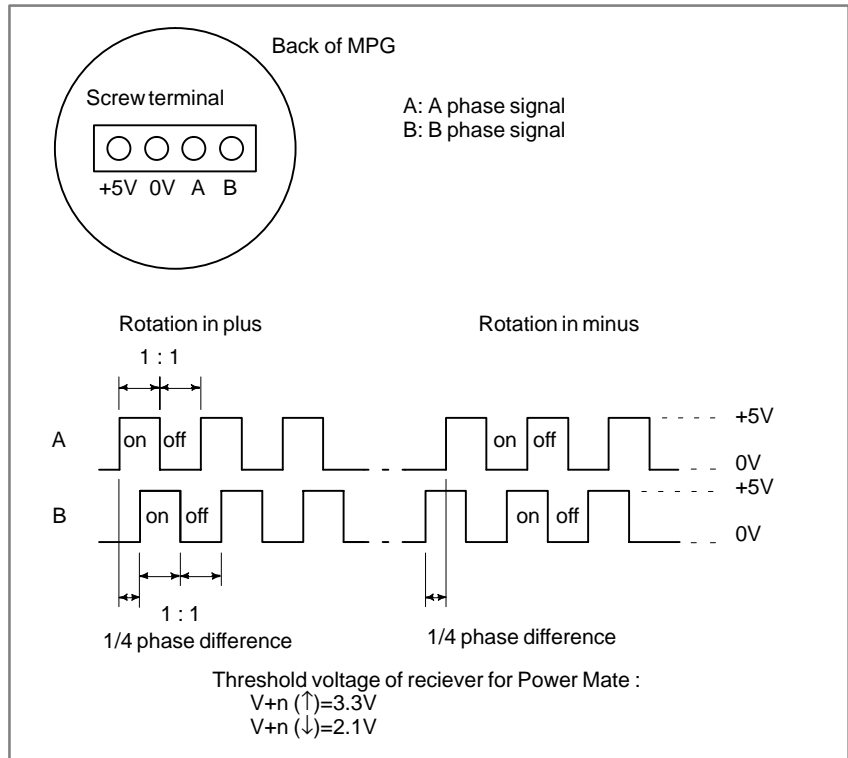 Back of MPG
Screw terminal
A: A phase signal
B: B phase signal
+5V 0V A B
Rotation in plus
Rotation in minus
1 : 1
+5V
A
on off
on off
0V
+5V
B
on off
on off
0V
1 : 1
1/4 phase difference
1/4 phase difference
Threshold voltage of reciever for Power Mate :
V+n (↑)=3.3V
V+n (↓)=2.1V